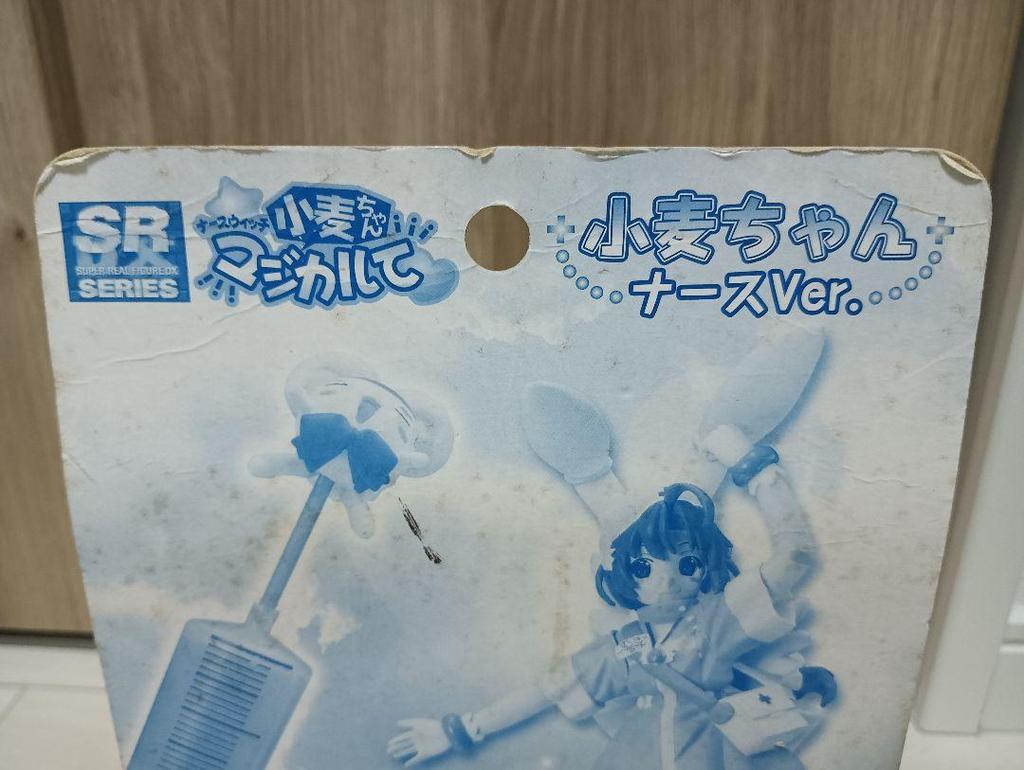 SR
DX
SUPER REAL FIGURE DX
SERIES
ナースウィッチ
小麦ちゃん
マジカルて
小麦ちゃん
ナースVer.